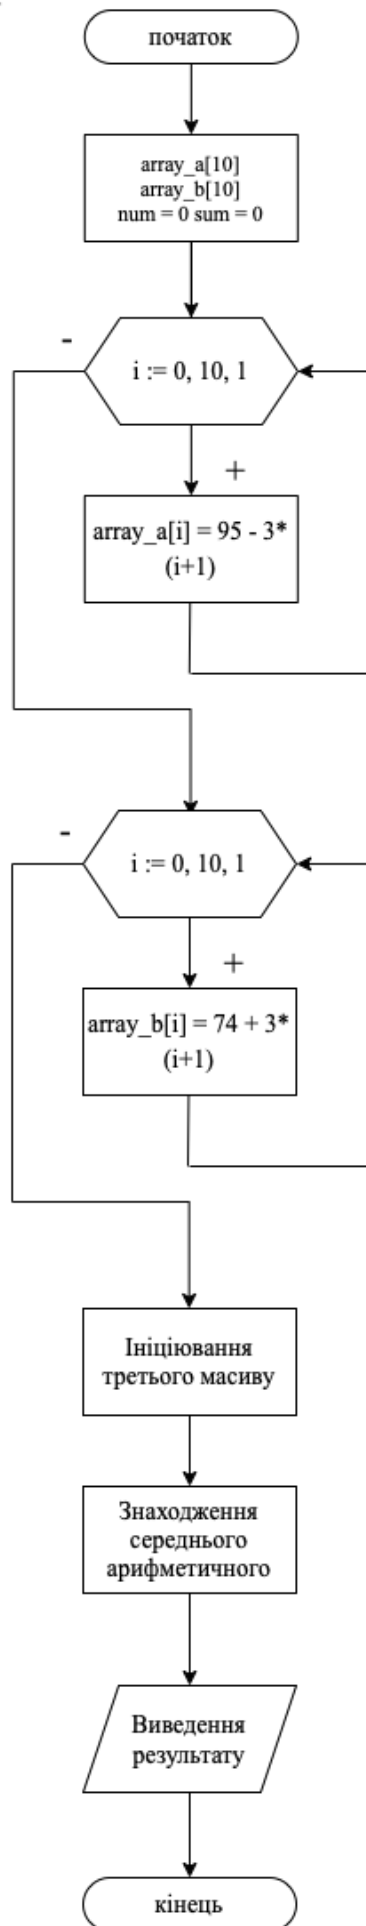 початок
array_a[10]
array_b[10]
num = 0 sum = 0
-
i := 0, 10, 1
+
array_a[i] = 95 - 3*
(i+1)
-
i := 0, 10, 1
+
array_b[i] = 74 + 3*
(i+1)
Ініціювання
третього масиву
Знаходження
середнього
арифметичного
Виведення
результату
кінець